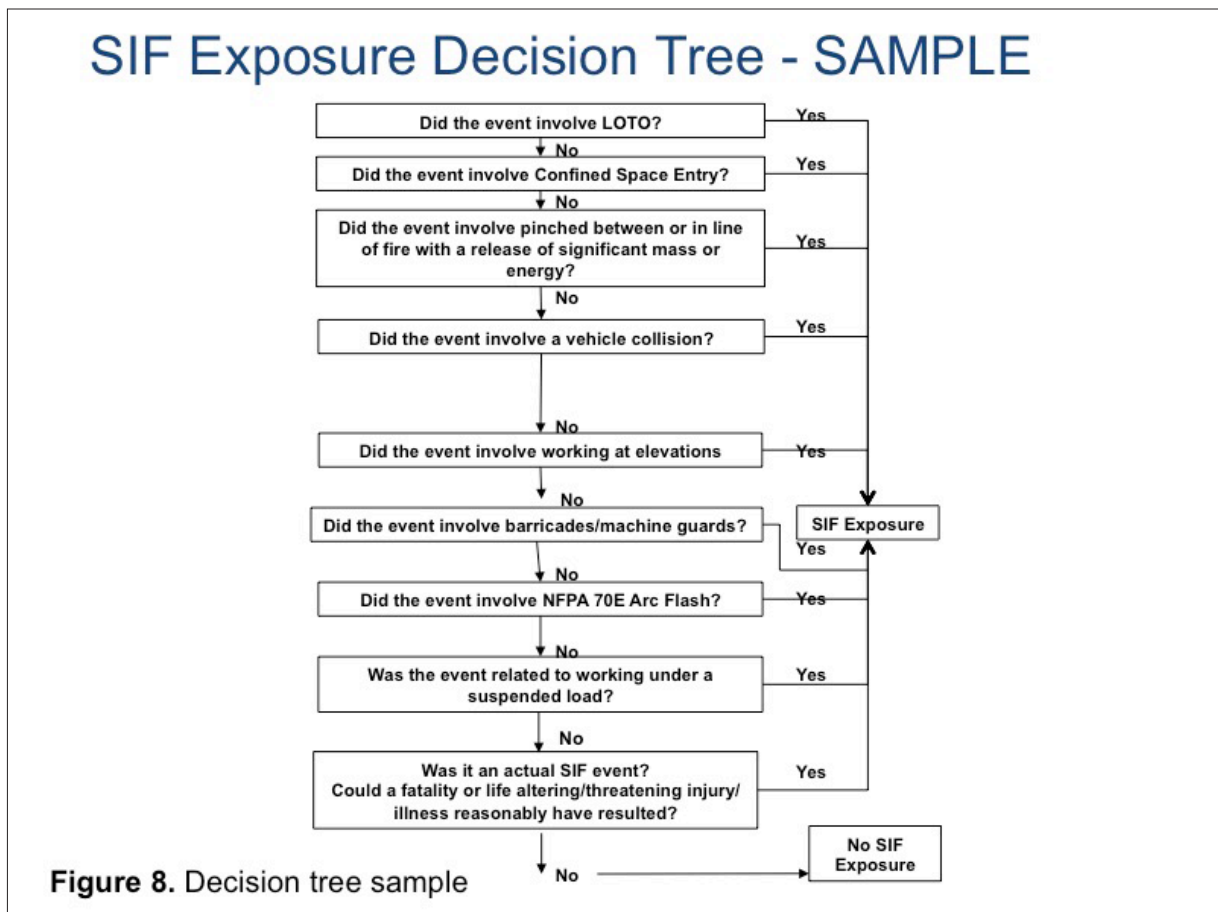 SIF Exposure Decision Tree - SAMPLE
Did the event involve LOTO?
Yes
No
Did the event involve Confined Space Entry?
Yes
No
Did the event involve pinched between or in line
of fire with a release of significant mass or
energy?
Yes
No
Did the event involve a vehicle collision?
Yes
No
Did the event involve working at elevations
Yes
No
Did the event involve barricades/machine guards?
Yes
SIF Exposure
No
Did the event involve NFPA 70E Arc Flash?
Yes
No
Was the event related to working under a
suspended load?
Yes
No
Was it an actual SIF event?
Could a fatality or life altering/threatening injury/
illness reasonably have resulted?
Yes
No
No SIF
Exposure
Figure 8. Decision tree sample